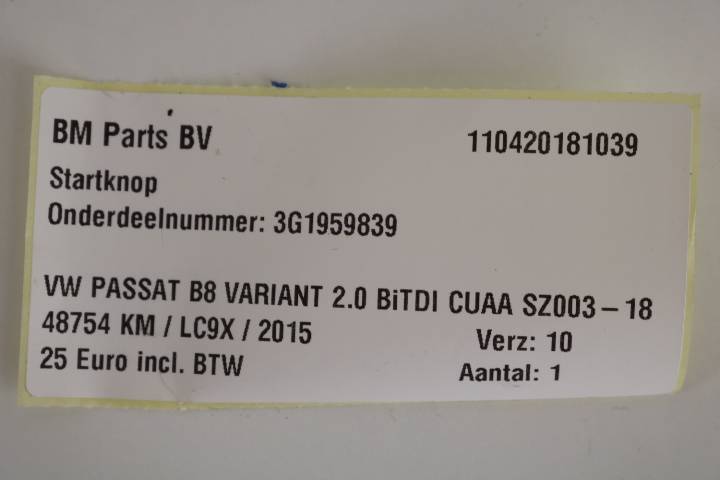 BM Parts BV 110420181039
Startknop
Onderdeelnummer: 3G1959839
VW PASSAT B8 VARIANT 2.0 BiTDI CUAA SZ003-18
48754 KM / LC9X / 2015 Verz: 10
25 Euro incl. BTW Aantal: 1